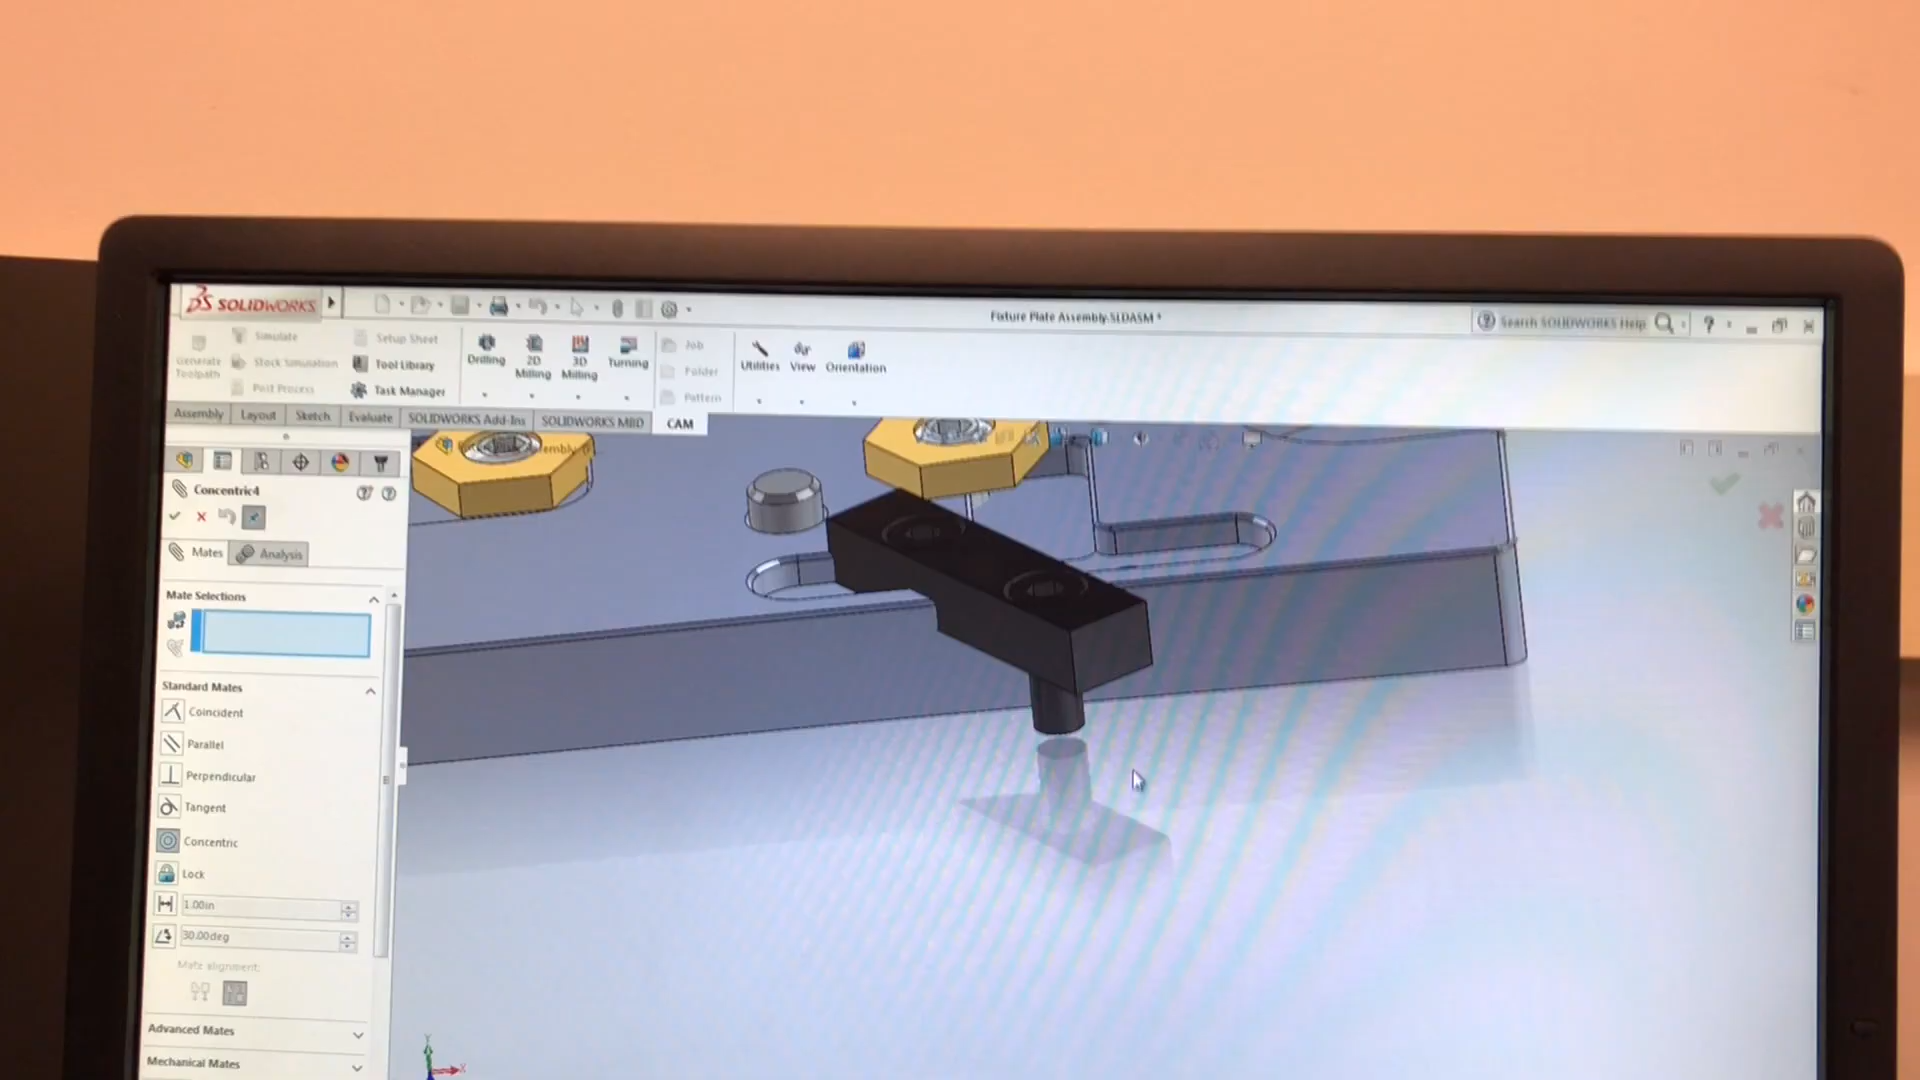 SOLIDWORKS
Fixture Plate Assembly.SLDASM *
Search SOLIDWORKS Help
Generate Toolpath
Simulate
Stock Simulation
Post Process
Setup Sheet
Tool Library
Task Manager
Drilling
2D Milling
3D Milling
Turning
Job
Folder
Pattern
Utilities
View
Orientation
Assembly
Layout
Sketch
Evaluate
SOLIDWORKS Add-Ins
SOLIDWORKS MBD
CAM
Concentric4
Mates
Analysis
Mate Selections
Standard Mates
Coincident
Parallel
Perpendicular
Tangent
Concentric
Lock
1.00in
30.00deg
Mate alignment:
Advanced Mates
Mechanical Mates
Y
X